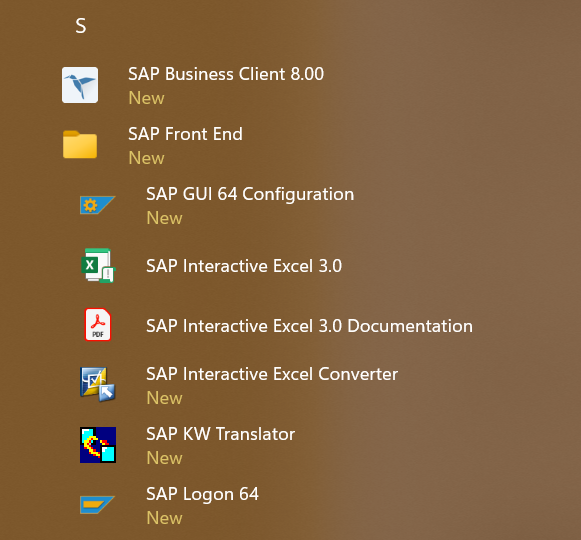 S
SAP Business Client 8.00
New
SAP Front End
New
SAP GUI 64 Configuration
New
SAP Interactive Excel 3.0
SAP Interactive Excel 3.0 Documentation
PDF
SAP Interactive Excel Converter
New
SAP KW Translator
New
SAP Logon 64
New